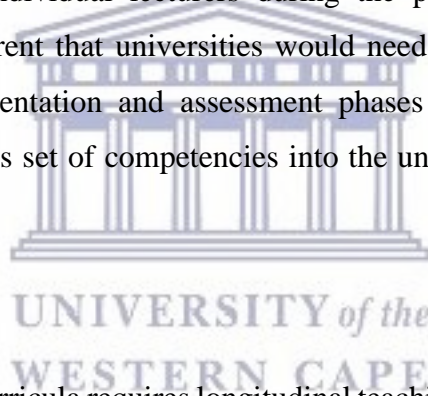 individual lecturers during the p
rent that universities would need
entation and assessment phases
s set of competencies into the un
UNIVERSITY of the
WESTERN CAPE
rricula requires longitudinal teachi